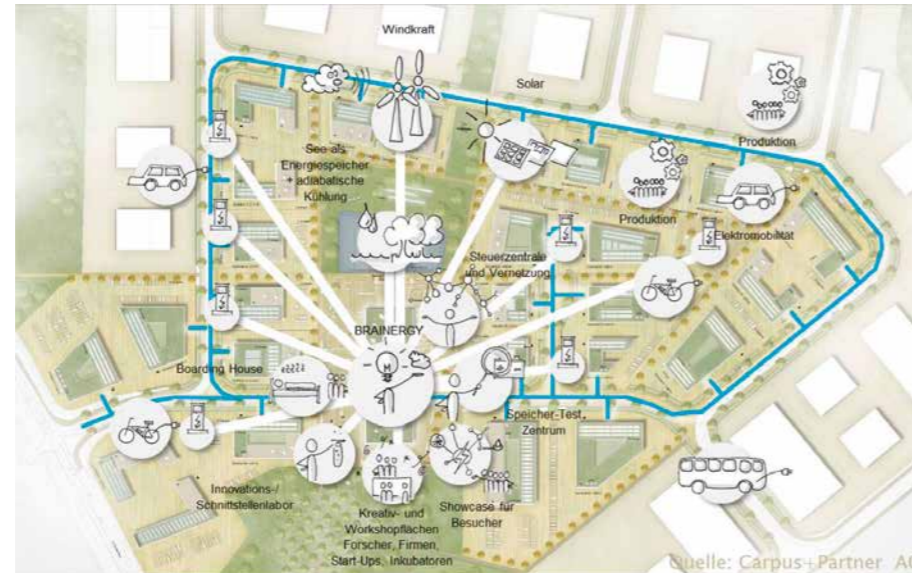 Windkraft
Solar
Produktion
See als
Energiespeicher
+ adiabatische
Kühlung
Produktion
Elektromobilität
Steuerzentrale
und Vernetzung
BRAINERGY
M
Boarding House
Speicher-Test
Zentrum
Innovations-/
Schnittstellenlabor
Kreativ- und
Workshopflächen
Forscher, Firmen,
Start-Ups, Inkubatoren
Showcase für
Besucher
Quelle: Carpus+Partner AG